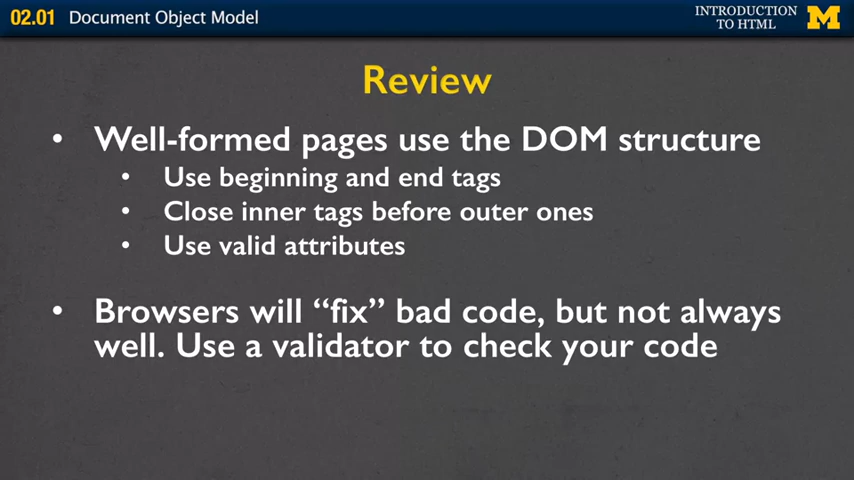 02.01 Document Object Model
INTRODUCTION
TO HTML
M
Review
• Well-formed pages use the DOM structure
• Use beginning and end tags
• Close inner tags before outer ones
• Use valid attributes
• Browsers will “fix” bad code, but not always
well. Use a validator to check your code